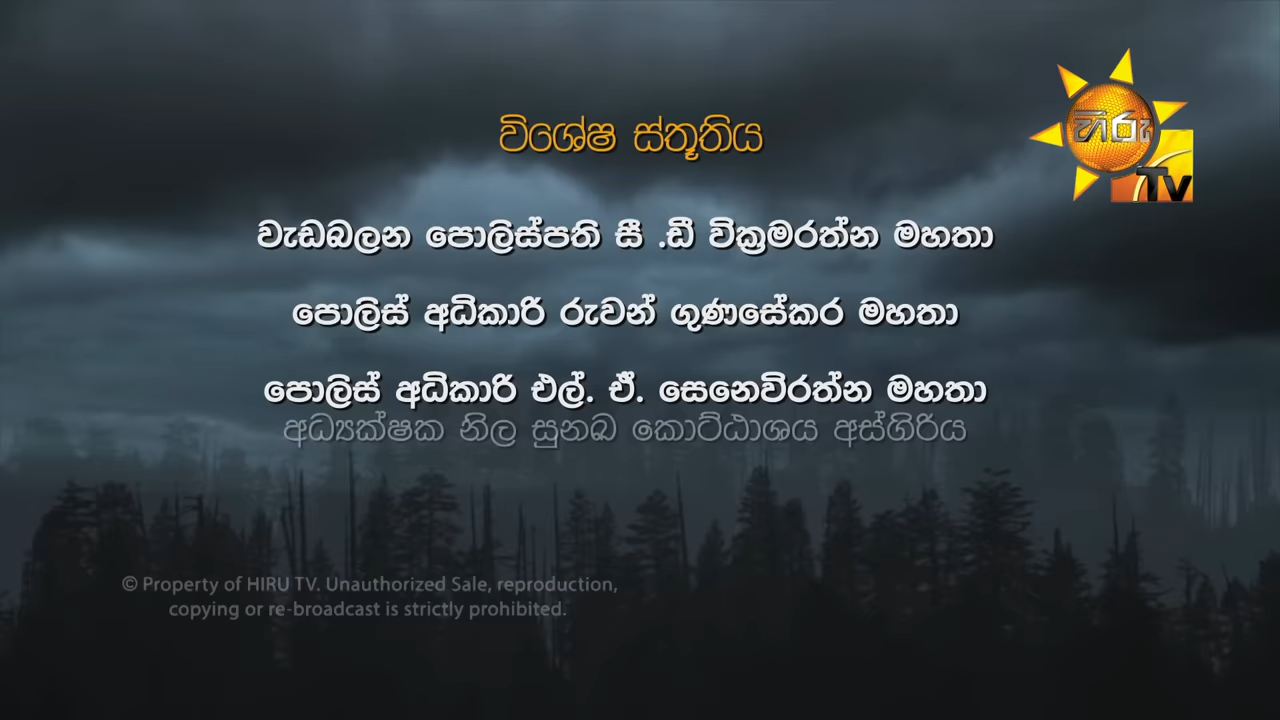 විශේෂ ස්තූතිය
හිරු
TV
වැඩබලන පොලිස්පති සී .ඩී වික්‍රමරත්න මහතා
පොලිස් අධිකාරි රුවන් ගුණසේකර මහතා
පොලිස් අධිකාරි එල්. ඒ. සෙනෙවිරත්න මහතා
අධ්‍යක්ෂක නිල සුනඛ කොට්ඨාශය අස්ගිරිය
© Property of HIRU TV. Unauthorized Sale, reproduction,
copying or re-broadcast is strictly prohibited.